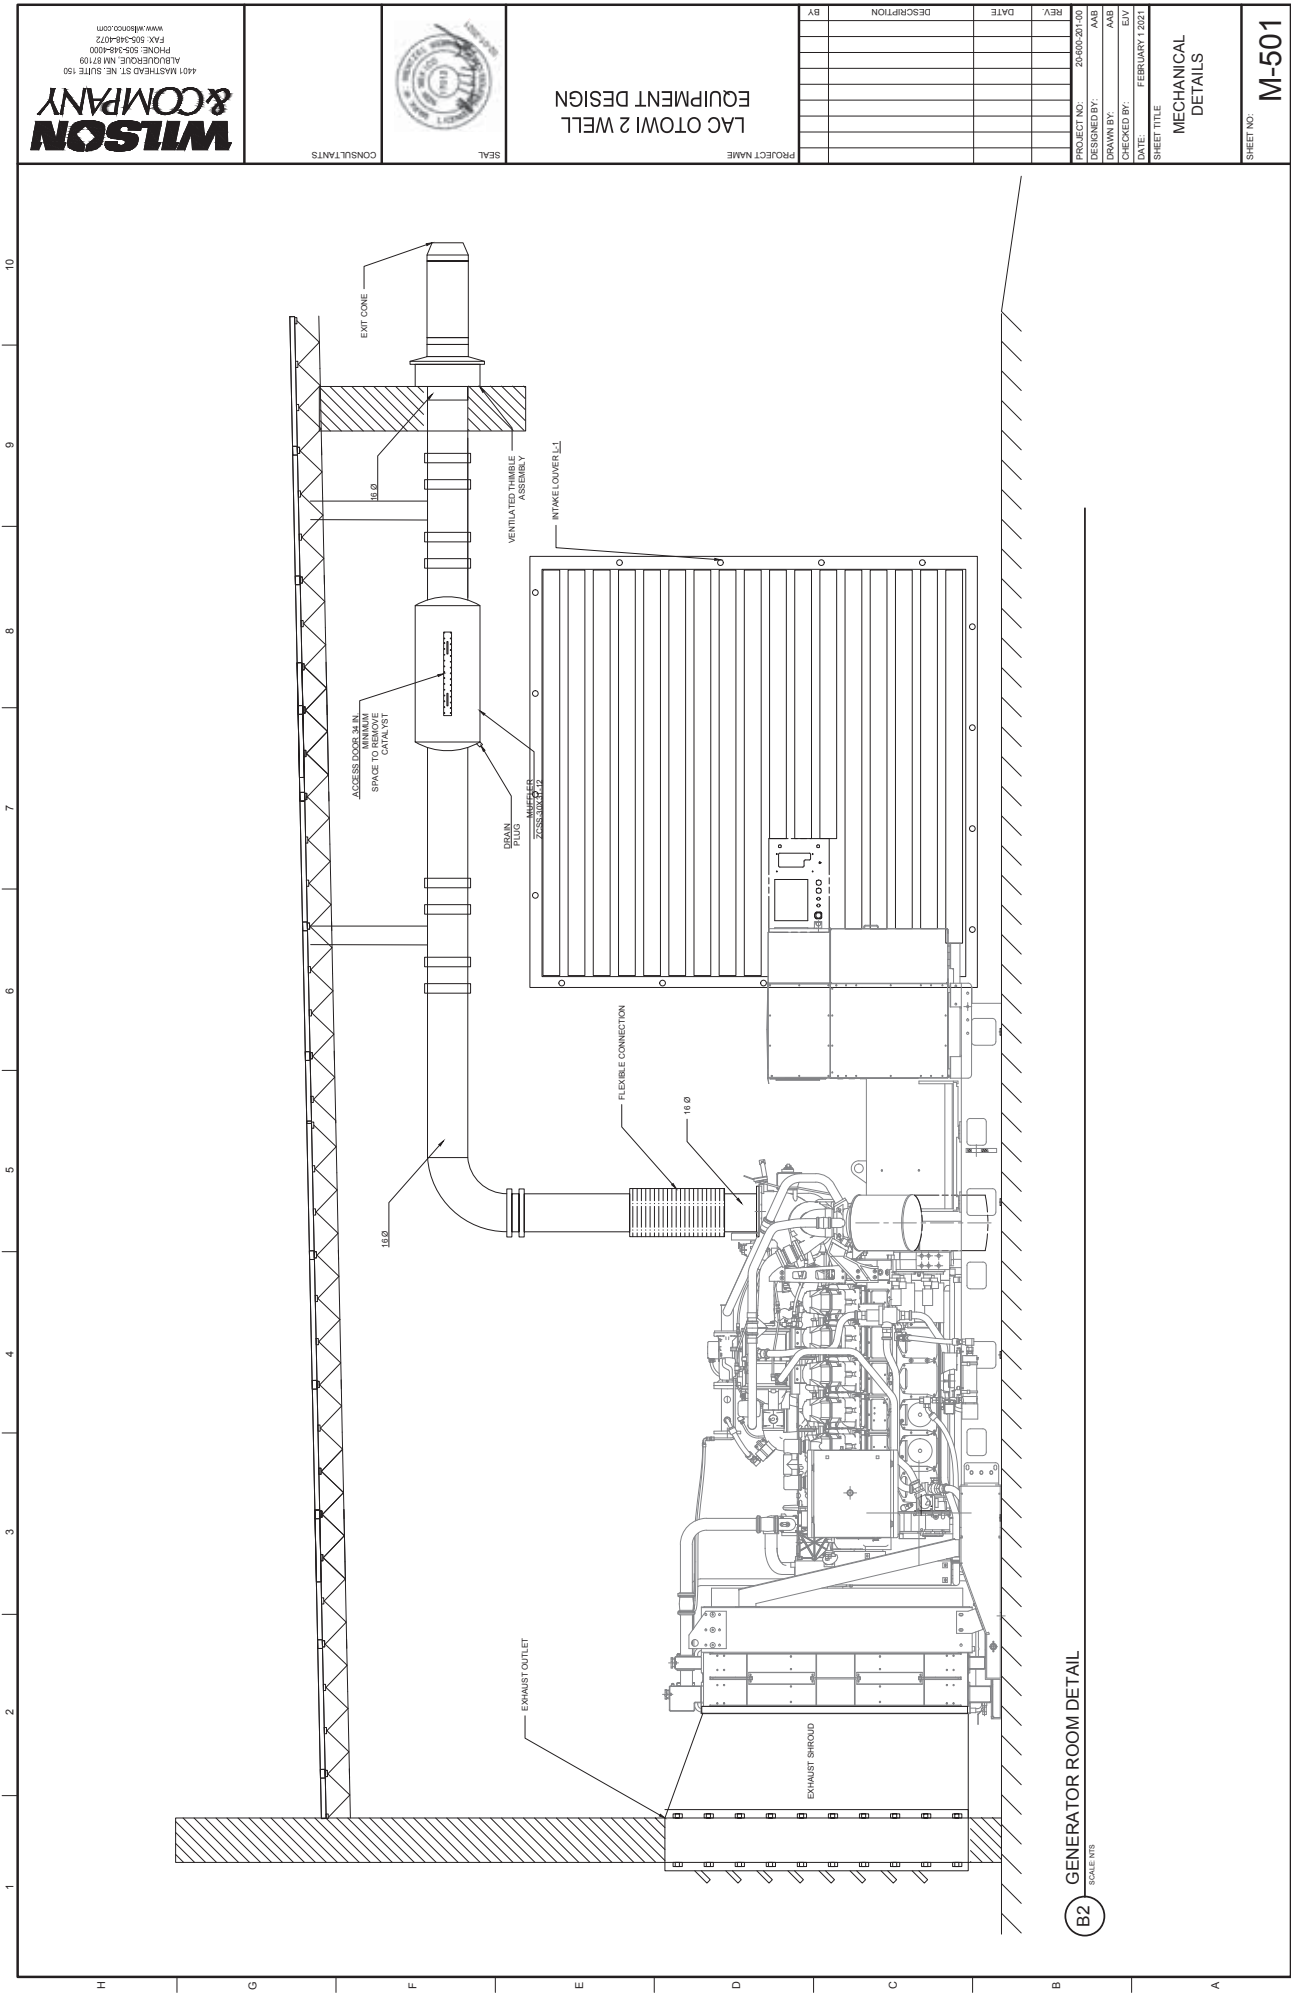 WILSON
&COMPANY
4401 MASTHEAD ST. NE, SUITE 150
ALBUQUERQUE, NM 87109
PHONE: 505-348-4000
FAX: 505-348-4072
www.wilsonco.com
CONSULTANTS
SEAL
02-01-2021
PROJECT NAME
LAC OTOWI 2 WELL
EQUIPMENT DESIGN
REV.
DATE
DESCRIPTION
BY
PROJECT NO: 20-600-201-00
DESIGNED BY: AAB
DRAWN BY: AAB
CHECKED BY: EJV
DATE: FEBRUARY 1 2021
SHEET TITLE
MECHANICAL
DETAILS
SHEET NO:
M-501
1
2
3
4
5
6
7
8
9
10
H
G
F
E
D
C
B
A
EXIT CONE
16 Ø
VENTILATED THIMBLE
ASSEMBLY
INTAKE LOUVER L-1
ACCESS DOOR 34 IN.
MINIMUM
SPACE TO REMOVE
CATALYST
DRAIN
PLUG
MUFFLER
16 Ø
FLEXIBLE CONNECTION
16 Ø
EXHAUST OUTLET
EXHAUST SHROUD
B2
GENERATOR ROOM DETAIL
SCALE: NTS